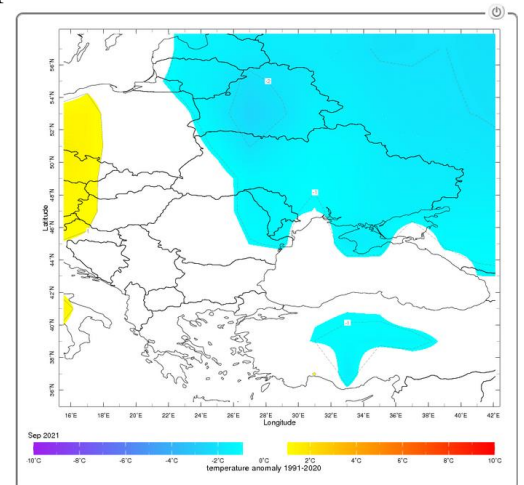 56°N
54°N
52°N
50°N
48°N
46°N
44°N
42°N
40°N
38°N
36°N
Latitude
16°E 18°E 20°E 22°E 24°E 26°E 28°E 30°E 32°E 34°E 36°E 38°E 40°E 42°E
Longitude
Sep 2021
-10°C -8°C -6°C -4°C -2°C 0°C 2°C 4°C 6°C 8°C 10°C
temperature anomaly 1991-2020